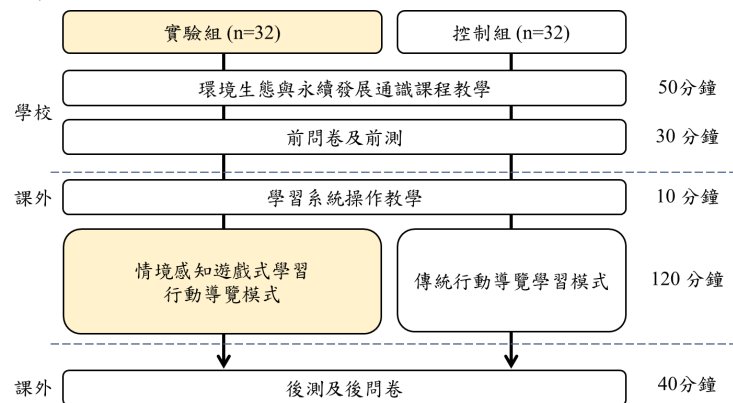 實驗組 (n=32)
控制組 (n=32)
環境生態與永續發展通識課程教學
50分鐘
學校
前問卷及前測
30 分鐘
課外
學習系統操作教學
10 分鐘
情境感知遊戲式學習
行動導覽模式
傳統行動導覽學習模式
120 分鐘
課外
後測及後問卷
40分鐘